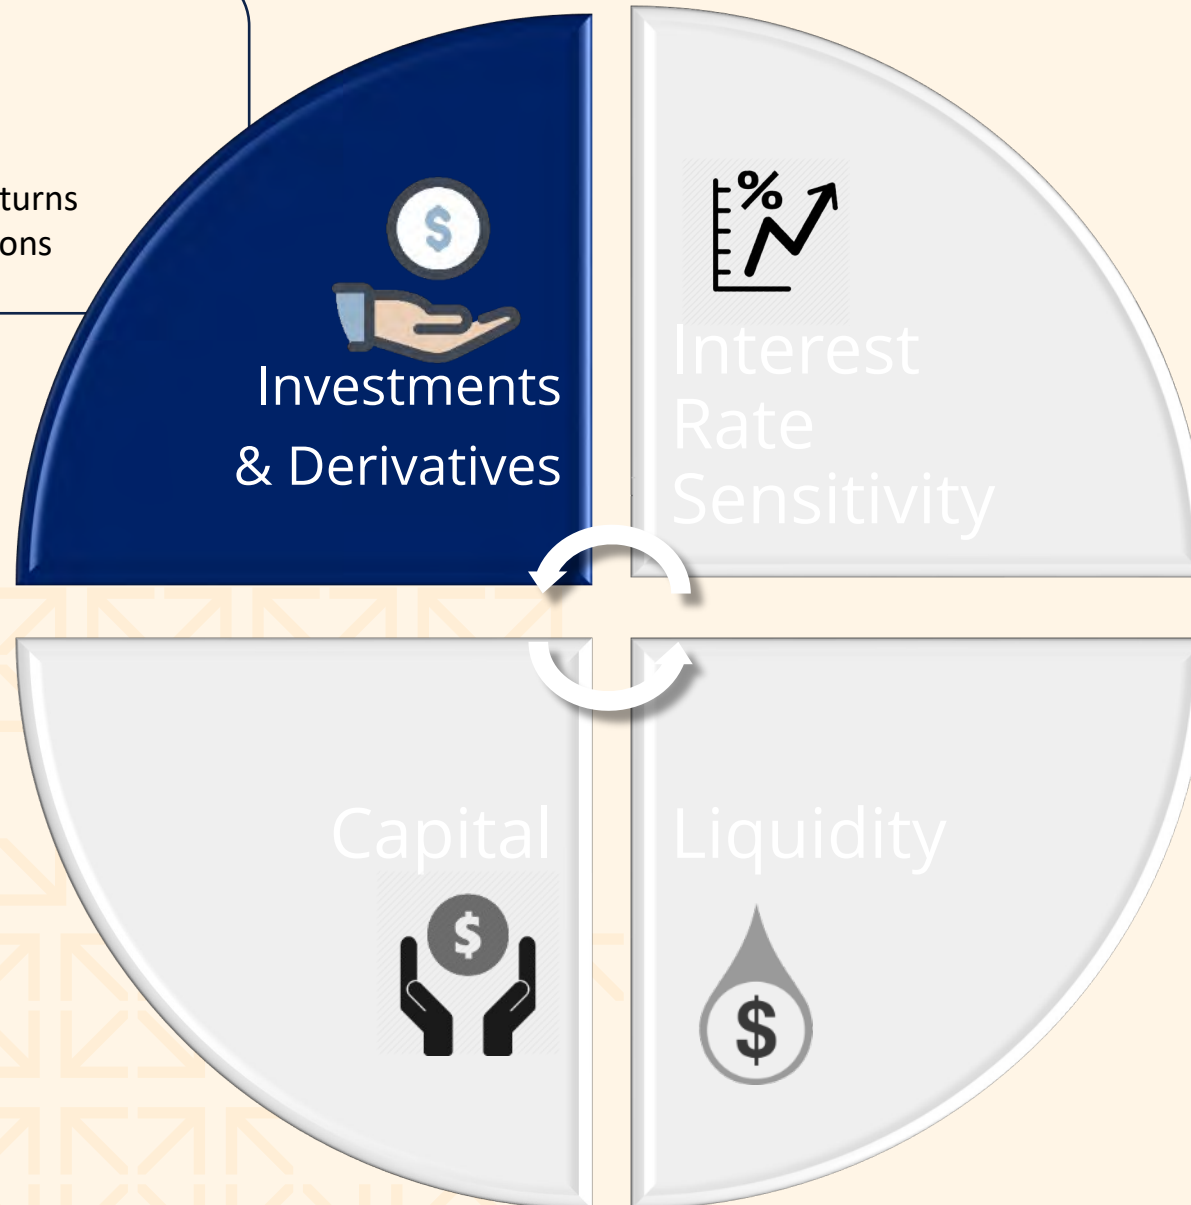 turns
ons
$
Investments
& Derivatives
%
Interest
Rate
Sensitivity
Capital
$
Liquidity
$